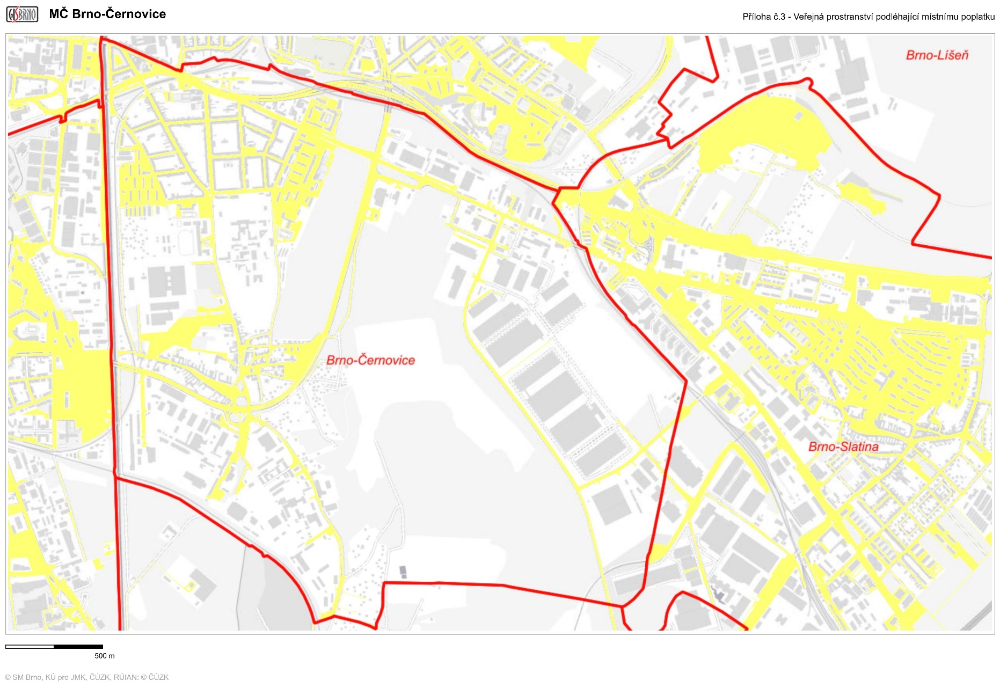 GISBRNO
MČ Brno-Černovice
Příloha č.3 - Veřejná prostranství podléhající místnímu poplatku
Brno-Líšeň
Brno-Černovice
Brno-Slatina
500 m
© SM Brno, KÚ pro JMK, ČÚZK, RÚIAN: © ČÚZK